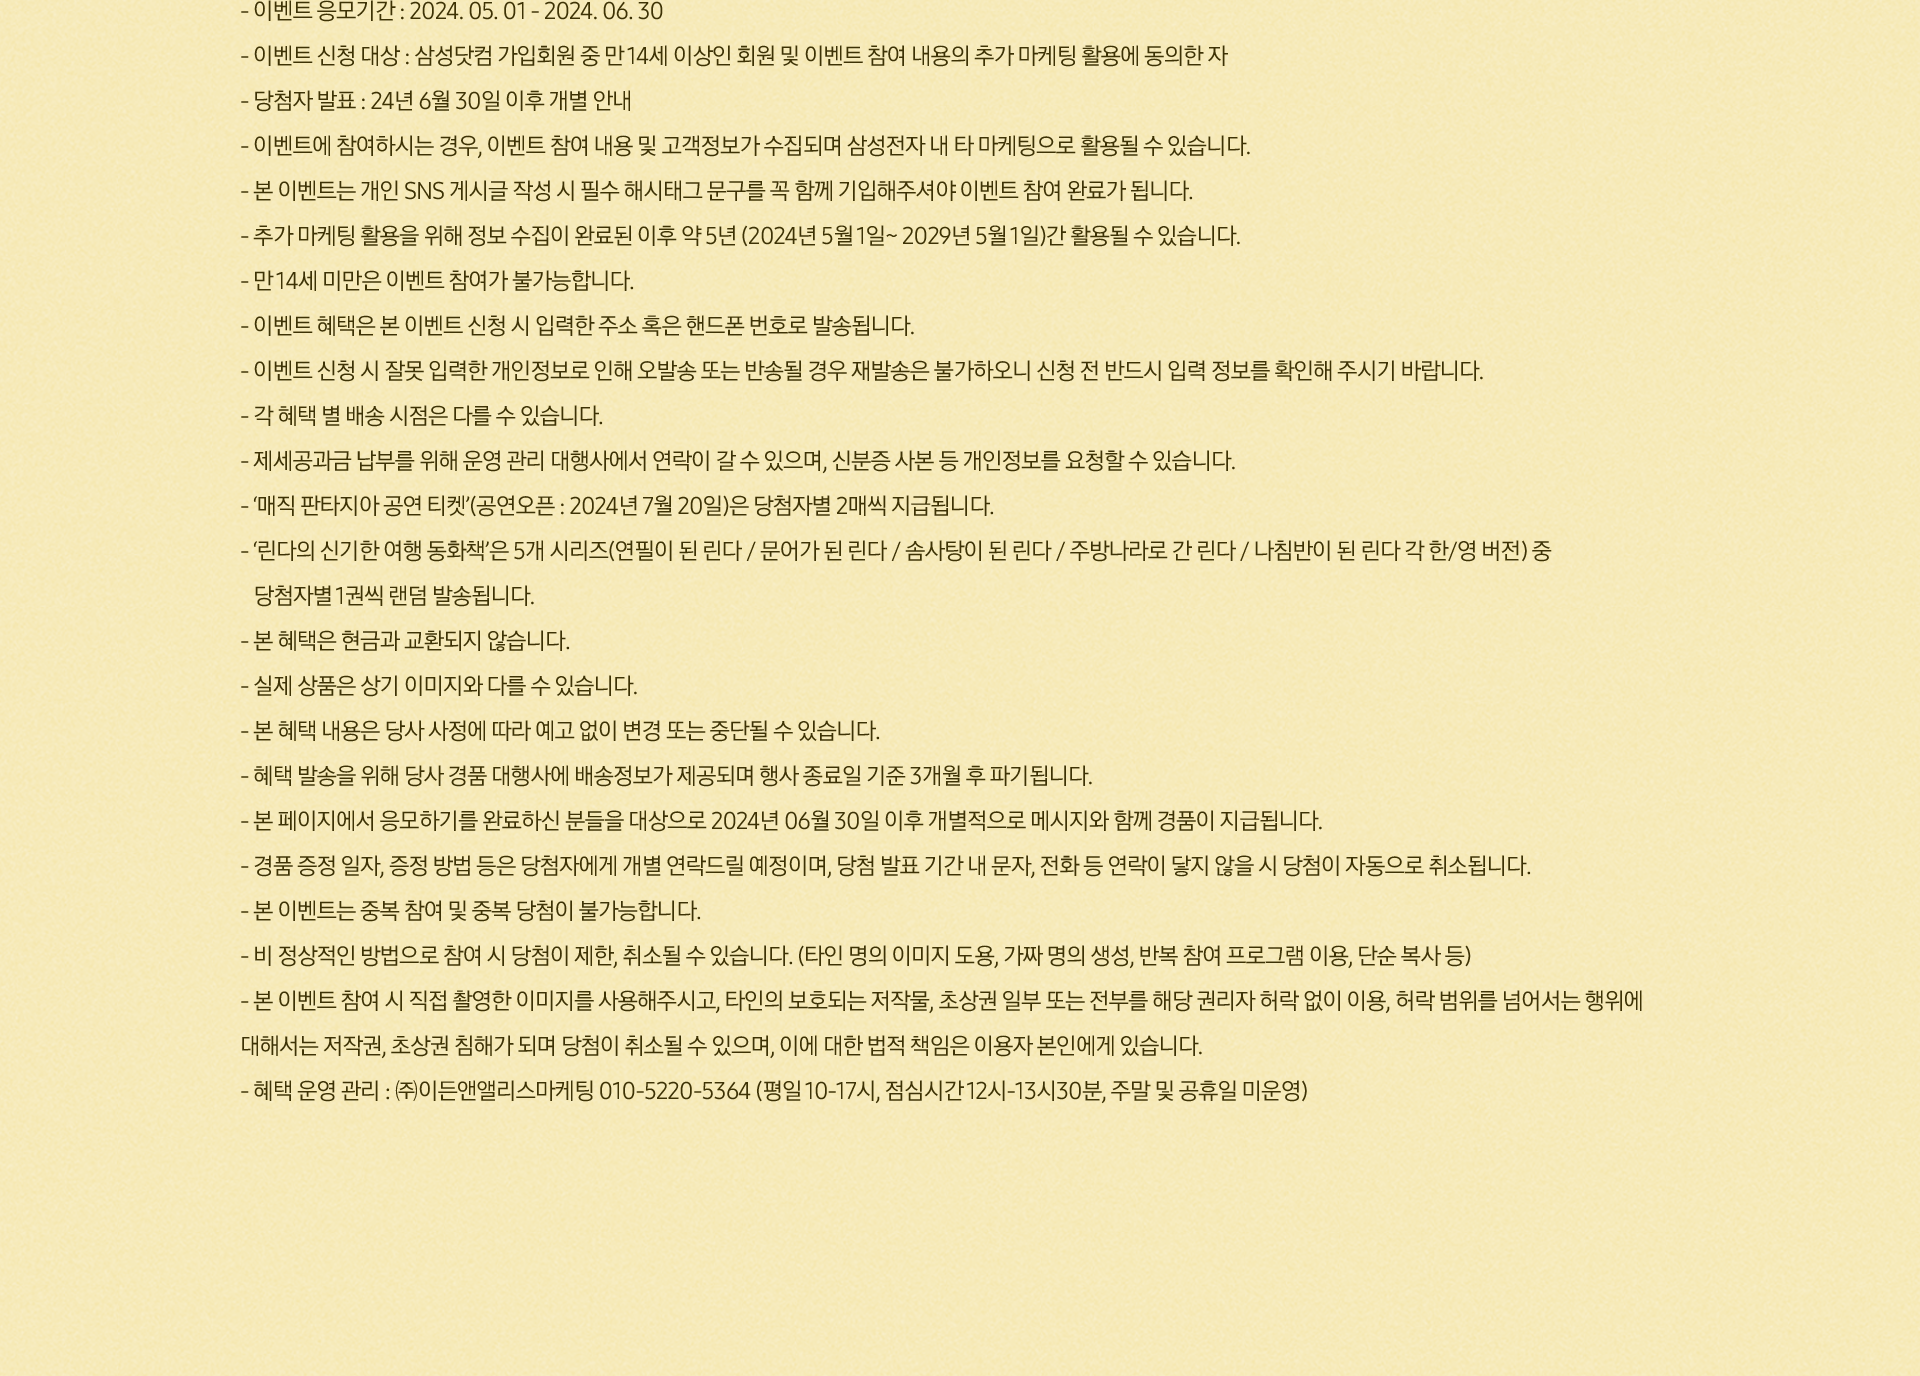 - 이벤트 응모기간 : 2024. 05. 01 - 2024. 06. 30
- 이벤트 신청 대상 : 삼성닷컴 가입회원 중 만 14세 이상인 회원 및 이벤트 참여 내용의 추가 마케팅 활용에 동의한 자
- 당첨자 발표 : 24년 6월 30일 이후 개별 안내
- 이벤트에 참여하시는 경우, 이벤트 참여 내용 및 고객정보가 수집되며 삼성전자 내 타 마케팅으로 활용될 수 있습니다.
- 본 이벤트는 개인 SNS 게시글 작성 시 필수 해시태그 문구를 꼭 함께 기입해주셔야 이벤트 참여 완료가 됩니다.
- 추가 마케팅 활용을 위해 정보 수집이 완료된 이후 약 5년 (2024년 5월 1일~ 2029년 5월 1일)간 활용될 수 있습니다.
- 만 14세 미만은 이벤트 참여가 불가능합니다.
- 이벤트 혜택은 본 이벤트 신청 시 입력한 주소 혹은 핸드폰 번호로 발송됩니다.
- 이벤트 신청 시 잘못 입력한 개인정보로 인해 오발송 또는 반송될 경우 재발송은 불가하오니 신청 전 반드시 입력 정보를 확인해 주시기 바랍니다.
- 각 혜택 별 배송 시점은 다를 수 있습니다.
- 제세공과금 납부를 위해 운영 관리 대행사에서 연락이 갈 수 있으며, 신분증 사본 등 개인정보를 요청할 수 있습니다.
- ‘매직 판타지아 공연 티켓’(공연오픈 : 2024년 7월 20일)은 당첨자별 2매씩 지급됩니다.
- ‘린다의 신기한 여행 동화책’은 5개 시리즈(연필이 된 린다 / 문어가 된 린다 / 솜사탕이 된 린다 / 주방나라로 간 린다 / 나침반이 된 린다 각 한/영 버전) 중
당첨자별 1권씩 랜덤 발송됩니다.
- 본 혜택은 현금과 교환되지 않습니다.
- 실제 상품은 상기 이미지와 다를 수 있습니다.
- 본 혜택 내용은 당사 사정에 따라 예고 없이 변경 또는 중단될 수 있습니다.
- 혜택 발송을 위해 당사 경품 대행사에 배송정보가 제공되며 행사 종료일 기준 3개월 후 파기됩니다.
- 본 페이지에서 응모하기를 완료하신 분들을 대상으로 2024년 06월 30일 이후 개별적으로 메시지와 함께 경품이 지급됩니다.
- 경품 증정 일자, 증정 방법 등은 당첨자에게 개별 연락드릴 예정이며, 당첨 발표 기간 내 문자, 전화 등 연락이 닿지 않을 시 당첨이 자동으로 취소됩니다.
- 본 이벤트는 중복 참여 및 중복 당첨이 불가능합니다.
- 비 정상적인 방법으로 참여 시 당첨이 제한, 취소될 수 있습니다. (타인 명의 이미지 도용, 가짜 명의 생성, 반복 참여 프로그램 이용, 단순 복사 등)
- 본 이벤트 참여 시 직접 촬영한 이미지를 사용해주시고, 타인의 보호되는 저작물, 초상권 일부 또는 전부를 해당 권리자 허락 없이 이용, 허락 범위를 넘어서는 행위에
대해서는 저작권, 초상권 침해가 되며 당첨이 취소될 수 있으며, 이에 대한 법적 책임은 이용자 본인에게 있습니다.
- 혜택 운영 관리 : ㈜이든앤앨리스마케팅 010-5220-5364 (평일 10-17시, 점심시간 12시-13시30분, 주말 및 공휴일 미운영)